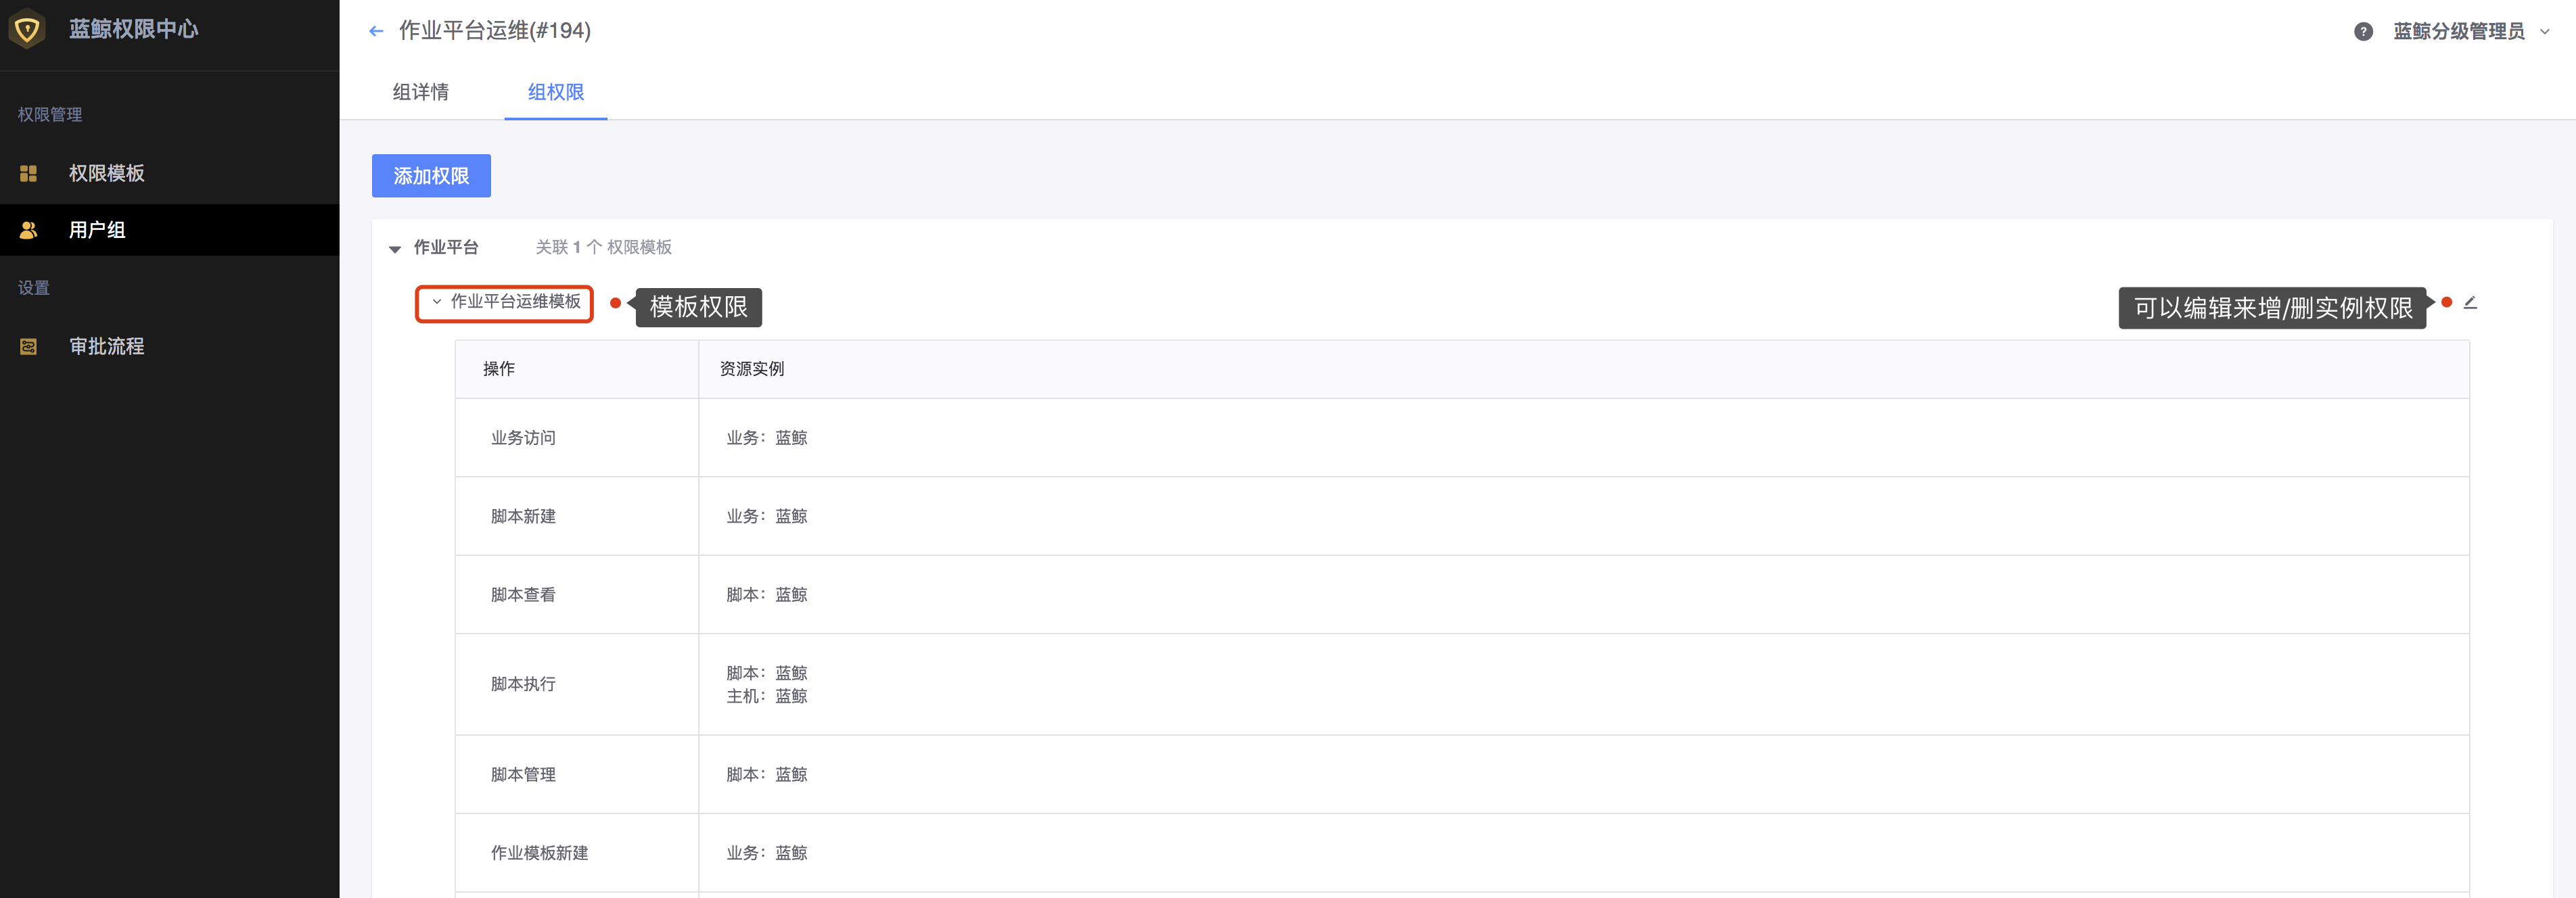 蓝鲸权限中心
作业平台运维(#194)
? 蓝鲸分级管理员
组详情 组权限
权限管理
权限模板
用户组
设置
审批流程
添加权限
作业平台 关联 1 个 权限模板
作业平台运维模板 模板权限 可以编辑来增/删实例权限
操作 资源实例
业务访问 业务：蓝鲸
脚本新建 业务：蓝鲸
脚本查看 脚本：蓝鲸
脚本执行 脚本：蓝鲸
主机：蓝鲸
脚本管理 脚本：蓝鲸
作业模板新建 业务：蓝鲸